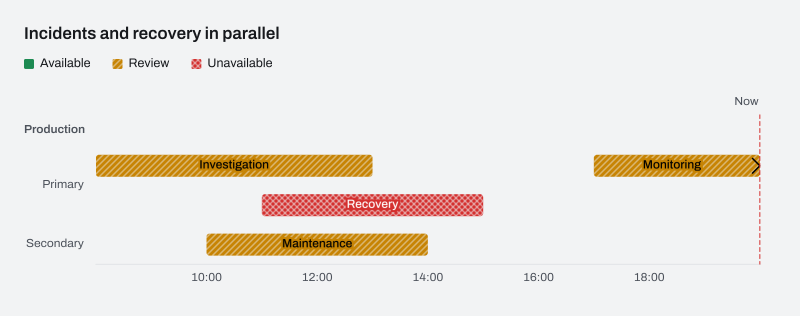 Incidents and recovery in parallel
Available Review Unavailable
Now
Production
Investigation Monitoring
Primary
Recovery
Secondary Maintenance
10:00 12:00 14:00 16:00 18:00